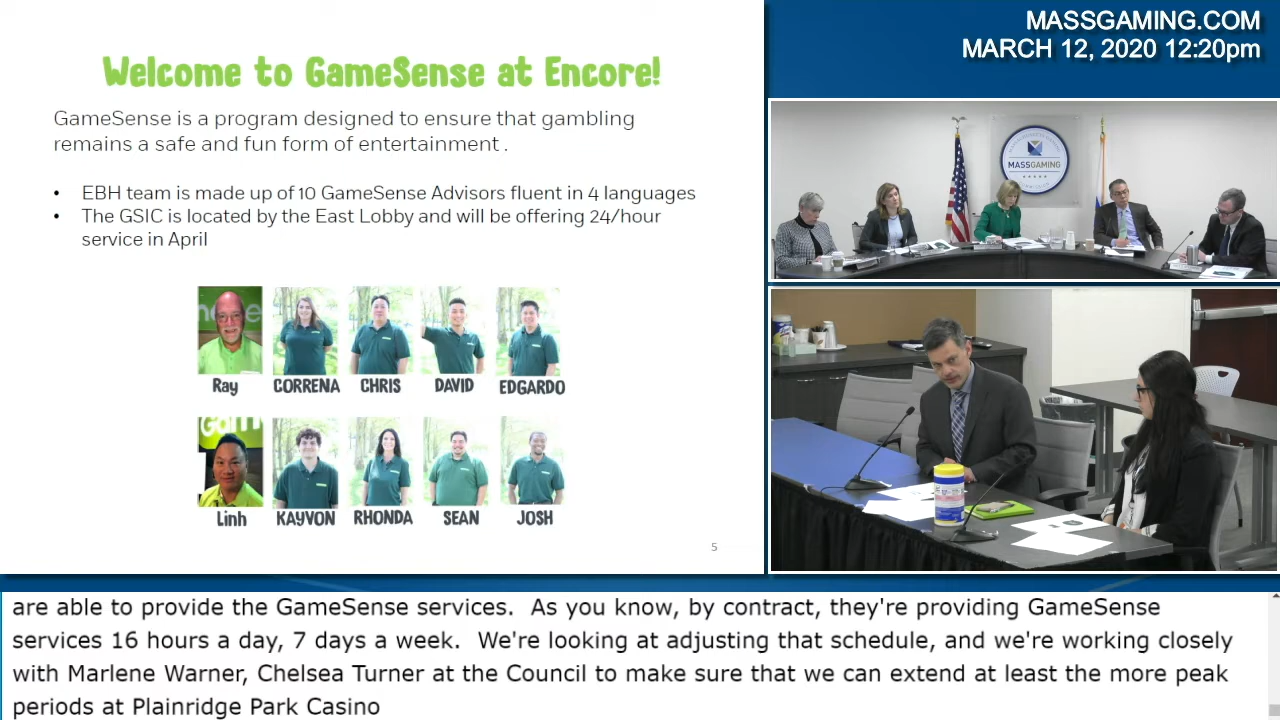 Welcome to GameSense at Encore!
GameSense is a program designed to ensure that gambling
remains a safe and fun form of entertainment .
• EBH team is made up of 10 GameSense Advisors fluent in 4 languages
• The GSIC is located by the East Lobby and will be offering 24/hour
service in April
Ray CORRENA CHRIS DAVID EDGARDO
Gam
Linh KAYVON RHONDA SEAN JOSH
5
MASSGAMING.COM
MARCH 12, 2020 12:20pm
MASSGAMING
are able to provide the GameSense services.  As you know, by contract, they're providing GameSense
services 16 hours a day, 7 days a week.  We're looking at adjusting that schedule, and we're working closely
with Marlene Warner, Chelsea Turner at the Council to make sure that we can extend at least the more peak
periods at Plainridge Park Casino